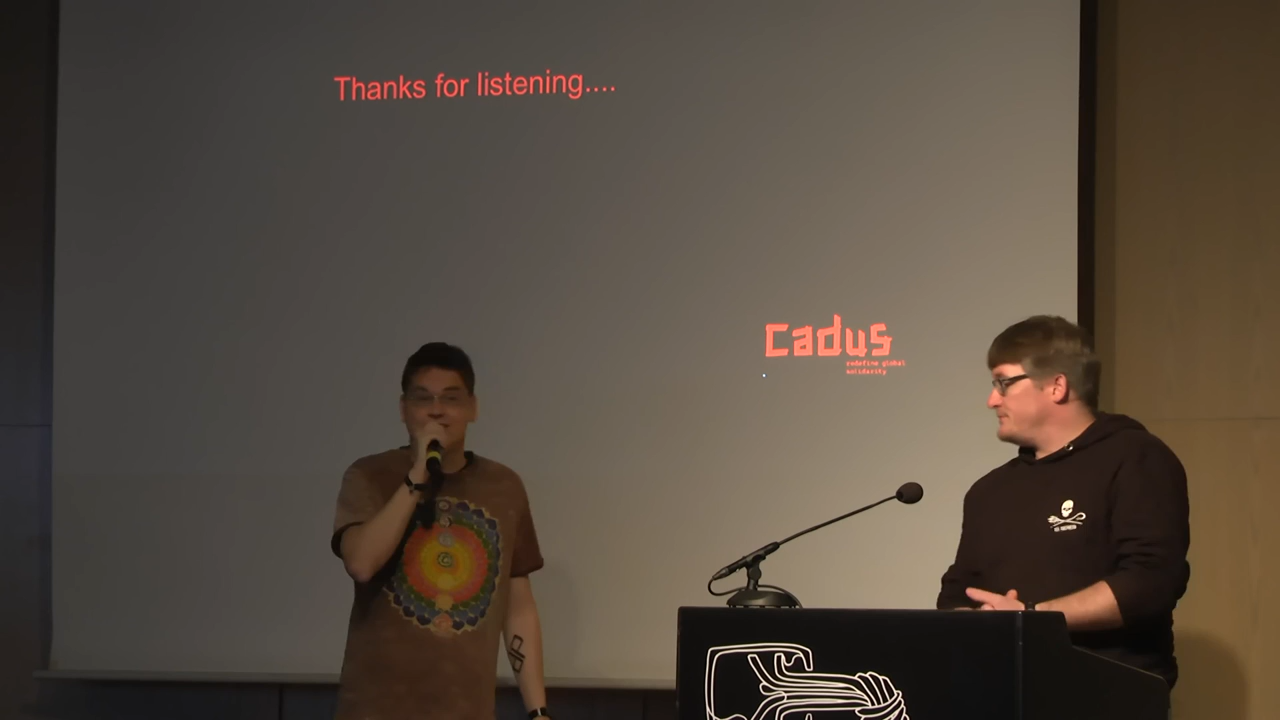 Thanks for listening....
cadus
redefine global
solidarity